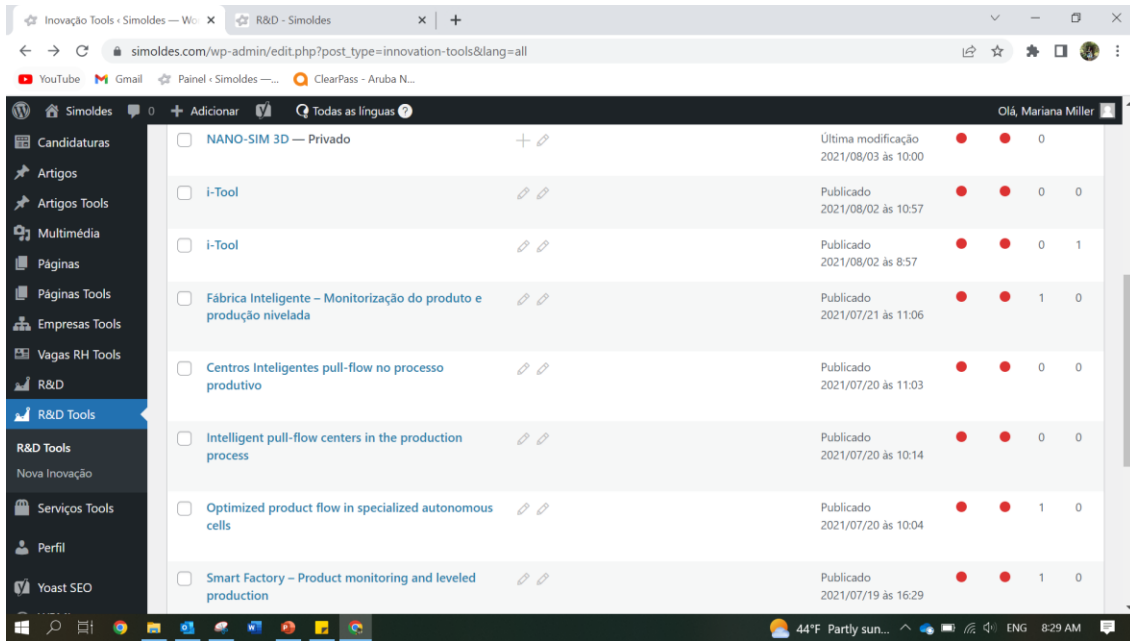 Inovação Tools ‹ Simoldes — Wo
R&D - Simoldes
simoldes.com/wp-admin/edit.php?post_type=innovation-tools&lang=all
YouTube Gmail Painel ‹ Simoldes —... ClearPass - Aruba N...
Simoldes 0 Adicionar Todas as línguas ? Olá, Mariana Miller
Candidaturas
Artigos
Artigos Tools
Multimédia
Páginas
Páginas Tools
Empresas Tools
Vagas RH Tools
R&D
R&D Tools
R&D Tools
Nova Inovação
Serviços Tools
Perfil
Yoast SEO
NANO-SIM 3D — Privado Última modificação 0
2021/08/03 às 10:00
i-Tool Publicado 0 0
2021/08/02 às 10:57
i-Tool Publicado 0 1
2021/08/02 às 8:57
Fábrica Inteligente – Monitorização do produto e Publicado 1 0
produção nivelada 2021/07/21 às 11:06
Centros Inteligentes pull-flow no processo Publicado 0 0
produtivo 2021/07/20 às 11:03
Intelligent pull-flow centers in the production Publicado 0 0
process 2021/07/20 às 10:14
Optimized product flow in specialized autonomous Publicado 1 0
cells 2021/07/20 às 10:04
Smart Factory – Product monitoring and leveled Publicado 1 0
production 2021/07/19 às 16:29
44°F Partly sun... ENG 8:29 AM